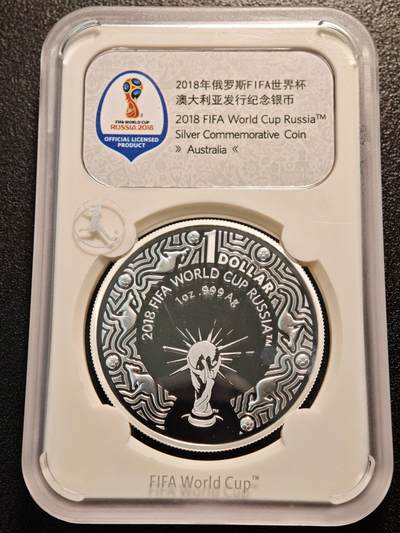 2018年俄罗斯FIFA世界杯
澳大利亚发行纪念银币
2018 FIFA World Cup Russia™
Silver Commemorative Coin
» Australia «
FIFA WORLD CUP
RUSSIA 2018
OFFICIAL LICENSED
PRODUCT
1 DOLLAR
2018 FIFA WORLD CUP RUSSIA™
1oz .999 Ag
FIFA World Cup™